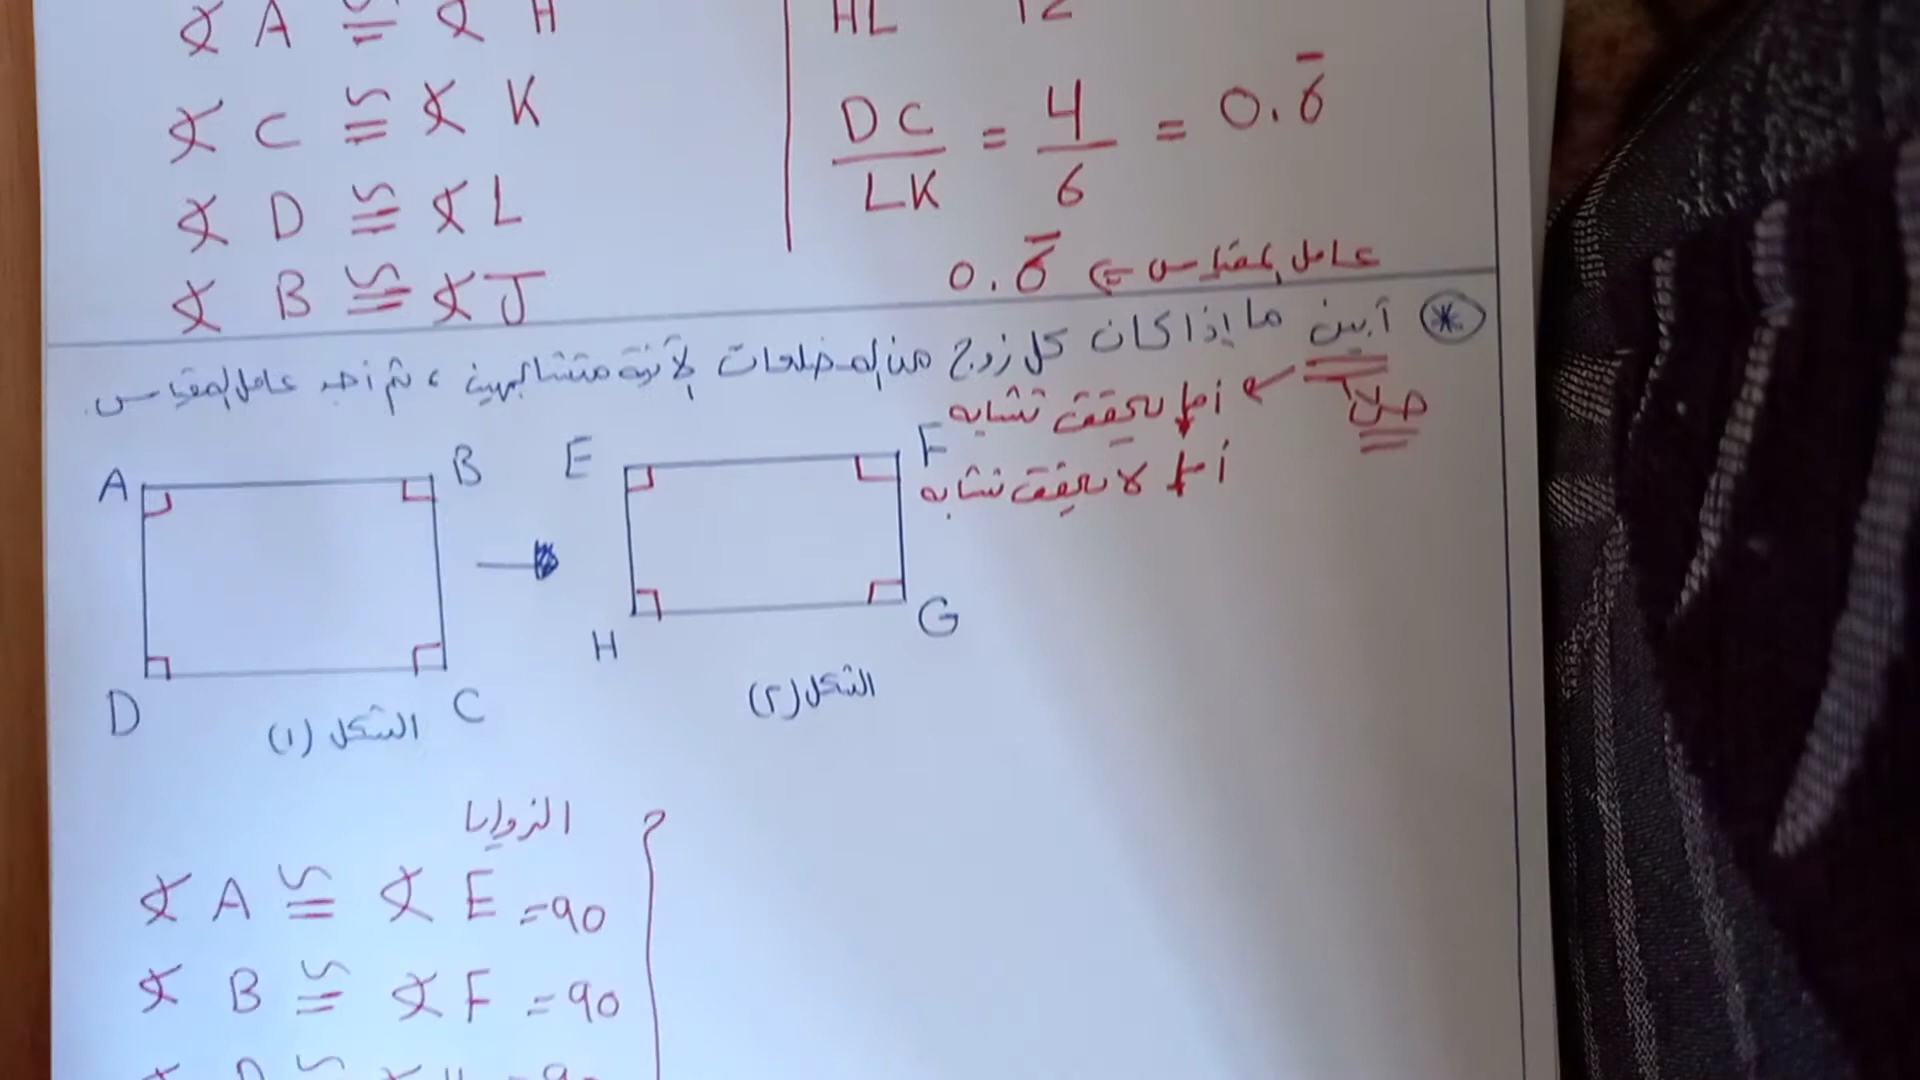 ∡ A ≅ ∡ H
∡ C ≅ ∡ K
∡ D ≅ ∡ L
∡ B ≅ ∡ J
HL 12
DC/LK = 4/6 = 0.6̅
عامل المقياس ⇐ 0.6̅
* أبين ما إذا كان كل زوج من المضلعات الآتية متشابهين، ثم أجد عامل المقياس.
أما يحقق تشابه
أما لا يحقق تشابه
A B
D C
الشكل (١)
E F
H G
الشكل (٢)
الزوايا
∡ A ≅ ∡ E = 90
∡ B ≅ ∡ F = 90